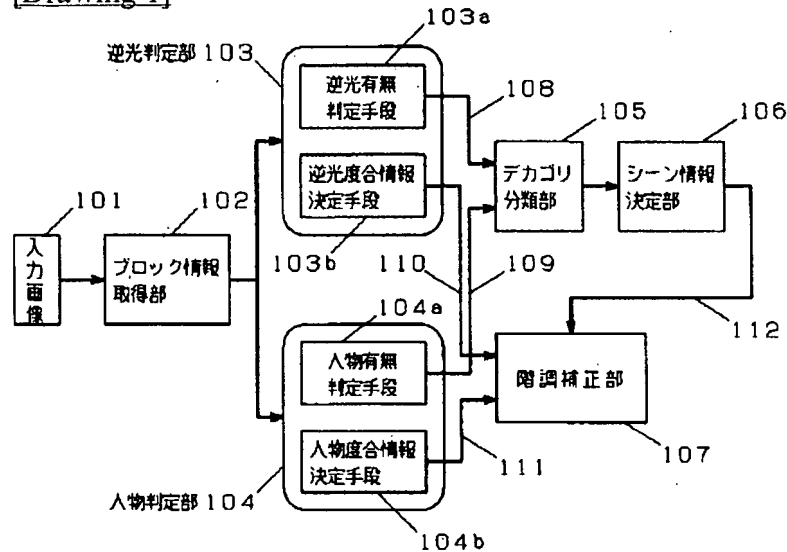 [Drawing 1]
103a
逆光判定部 103
逆光有無
判定手段
108
105
106
逆光度合情報
決定手段
デカゴリ
分類部
シーン情報
決定部
101
102
入力画像
ブロック情報
取得部
103b
110
109
104a
112
人物有無
判定手段
階調補正部
人物度合情報
決定手段
111
107
人物判定部 104
104b